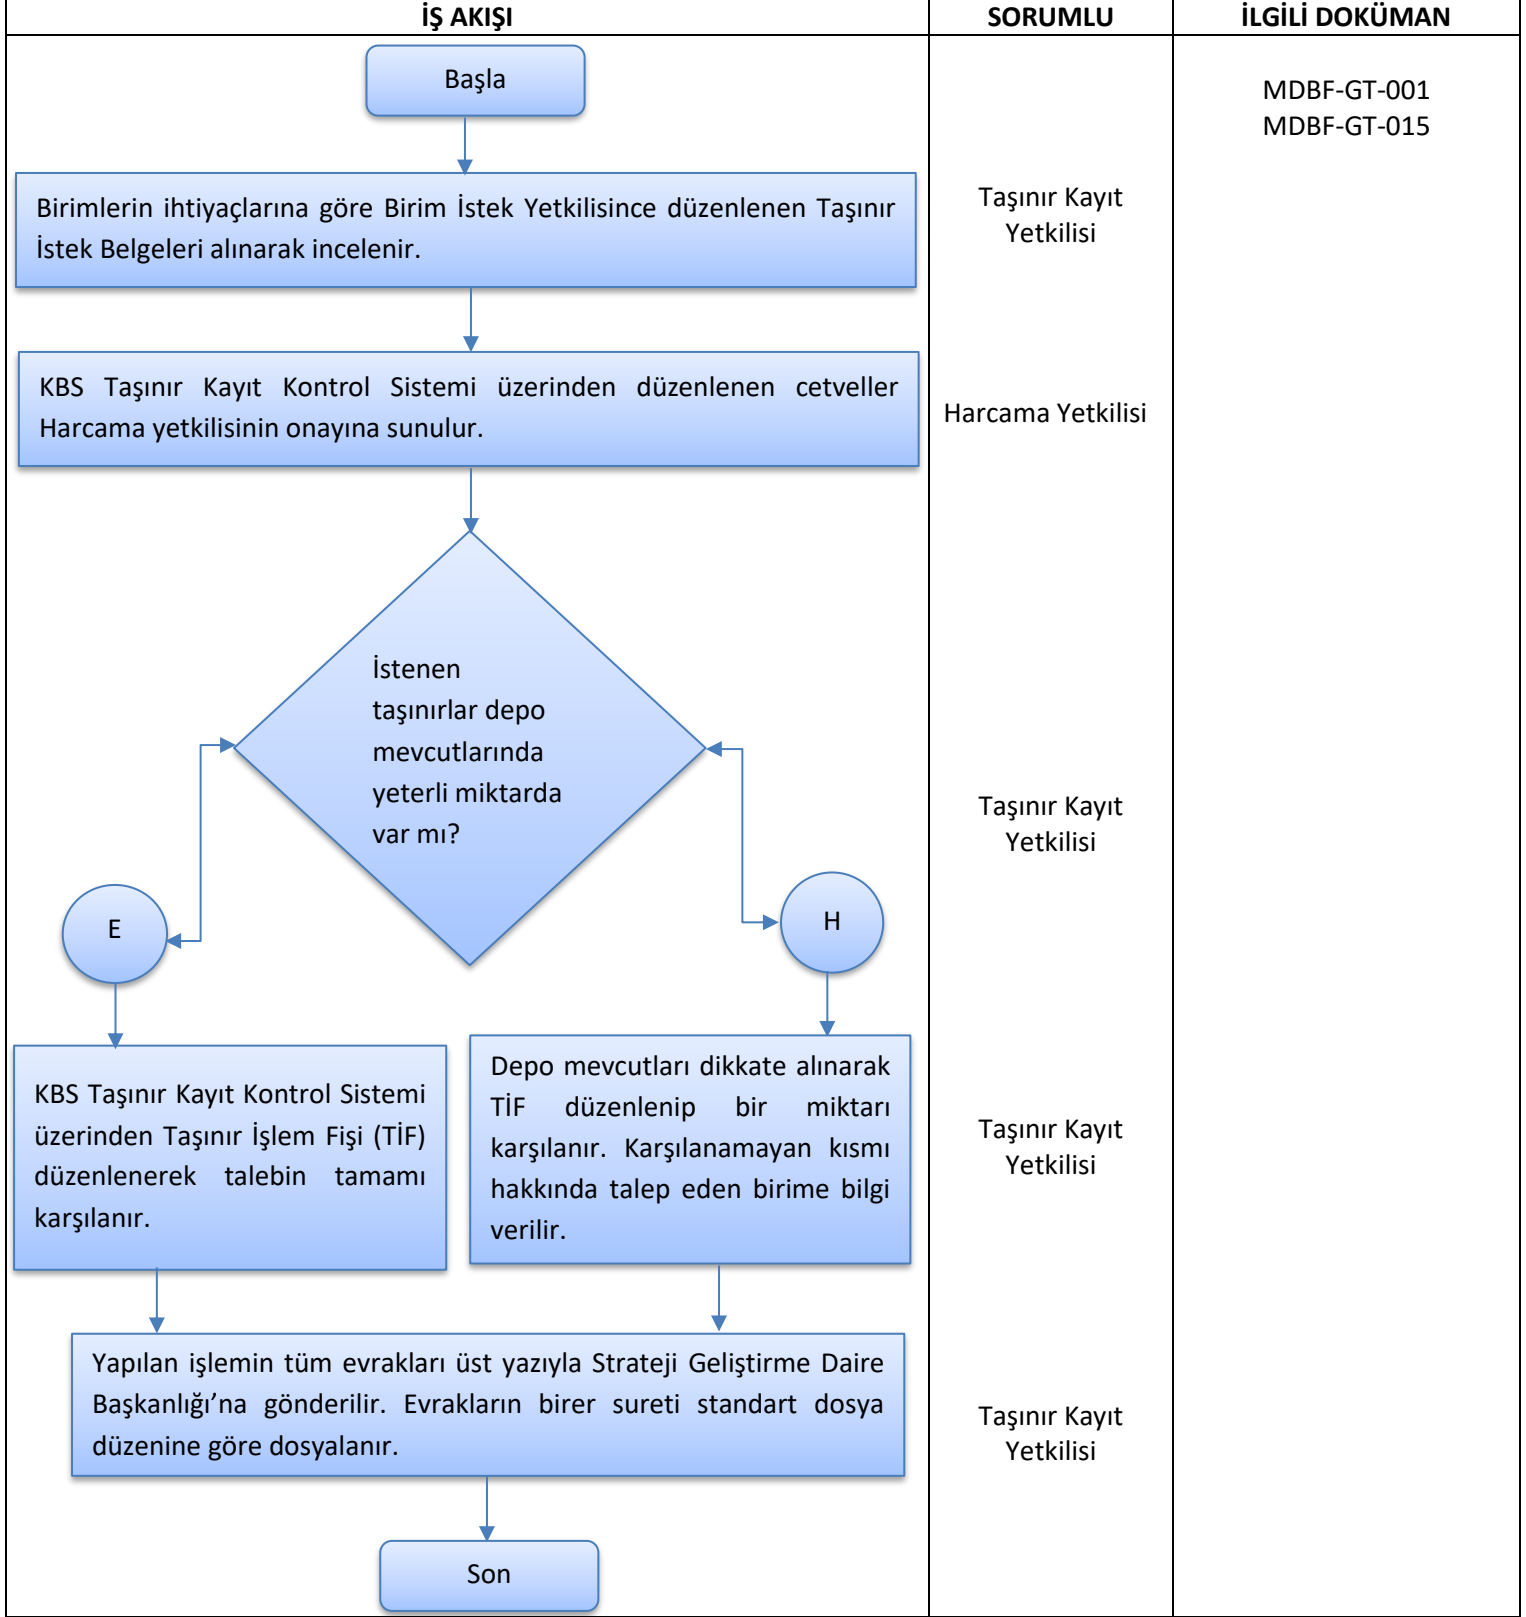 İŞ AKIŞI
SORUMLU
İLGİLİ DOKÜMAN
Başla
MDBF-GT-001
MDBF-GT-015
Birimlerin ihtiyaçlarına göre Birim İstek Yetkilisince düzenlenen Taşınır
İstek Belgeleri alınarak incelenir.
Taşınır Kayıt
Yetkilisi
KBS Taşınır Kayıt Kontrol Sistemi üzerinden düzenlenen cetveller
Harcama yetkilisinin onayına sunulur.
Harcama Yetkilisi
İstenen
taşınırlar depo
mevcutlarında
yeterli miktarda
var mı?
Taşınır Kayıt
Yetkilisi
E
H
KBS Taşınır Kayıt Kontrol Sistemi
üzerinden Taşınır İşlem Fişi (TİF)
düzenlenerek talebin tamamı
karşılanır.
Depo mevcutları dikkate alınarak
TİF düzenlenip bir miktarı
karşılanır. Karşılanamayan kısmı
hakkında talep eden birime bilgi
verilir.
Taşınır Kayıt
Yetkilisi
Yapılan işlemin tüm evrakları üst yazıyla Strateji Geliştirme Daire
Başkanlığı’na gönderilir. Evrakların birer sureti standart dosya
düzenine göre dosyalanır.
Taşınır Kayıt
Yetkilisi
Son